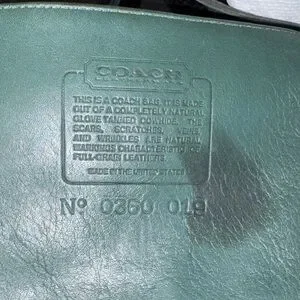 COACH
THIS IS A COACH BAG. IT IS MADE
OUT OF A COMPLETELY NATURAL
GLOVE TANNED COWHIDE. THE
SCARS, SCRATCHES, VEINS
AND WRINKLES ARE NATURAL
MARKINGS CHARACTERISTIC OF
FULL-GRAIN LEATHERS.
MADE IN THE UNITED STATES
Nº 0360 019